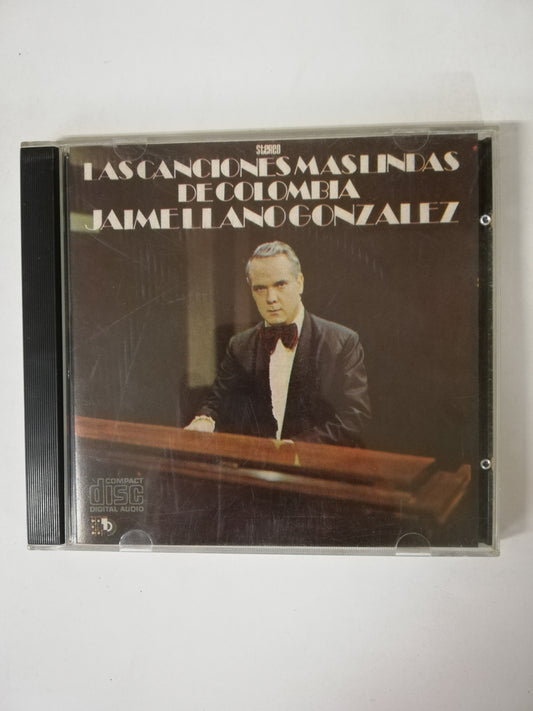 stereo
LAS CANCIONES MAS LINDAS
DE COLOMBIA
JAIME LLANO GONZALEZ
COMPACT
disc
DIGITAL AUDIO